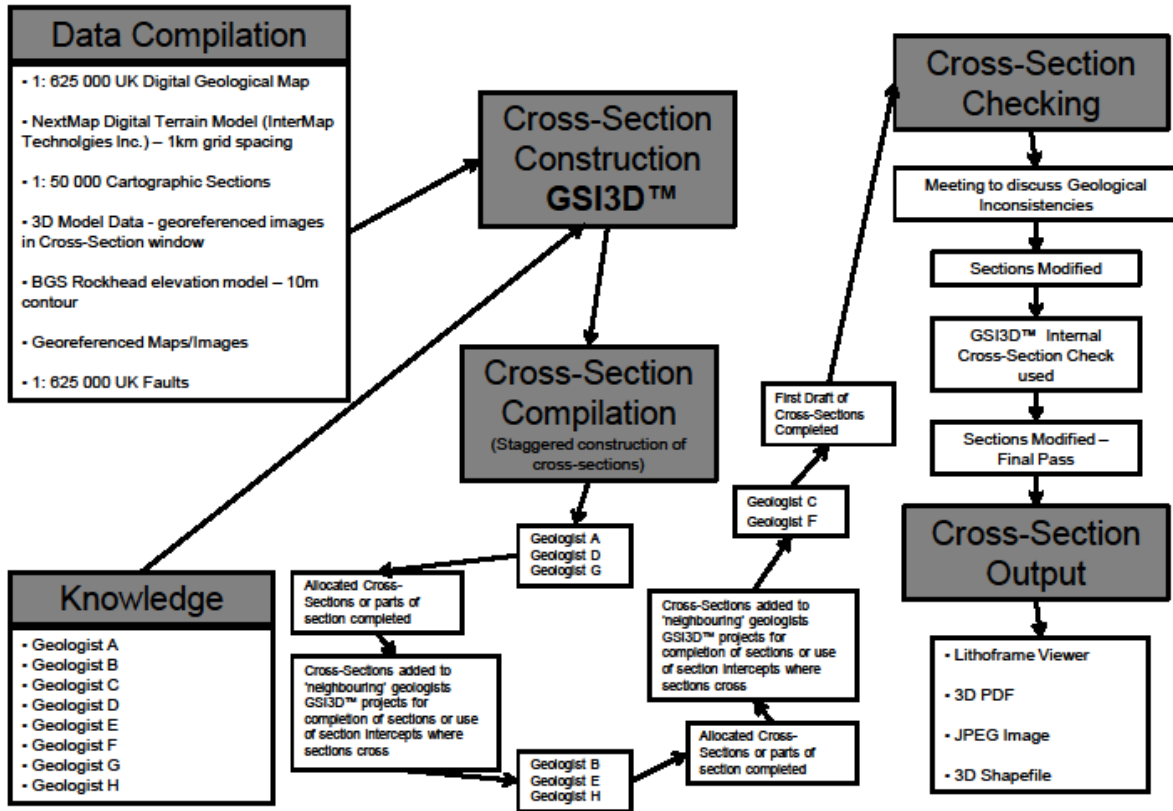 Data Compilation
- 1: 625 000 UK Digital Geological Map
- NextMap Digital Terrain Model (InterMap
Technolgies Inc.) – 1km grid spacing
- 1: 50 000 Cartographic Sections
- 3D Model Data - georeferenced images
in Cross-Section window
- BGS Rockhead elevation model – 10m
contour
- Georeferenced Maps/Images
- 1: 625 000 UK Faults
Knowledge
- Geologist A
- Geologist B
- Geologist C
- Geologist D
- Geologist E
- Geologist F
- Geologist G
- Geologist H
Cross-Section
Construction
GSI3D™
Cross-Section
Compilation
(Staggered construction of
cross-sections)
Geologist A
Geologist D
Geologist G
Allocated Cross-
Sections or parts of
section completed
Cross-Sections added to
'neighbouring' geologists
GSI3D™ projects for
completion of sections or use
of section intercepts where
sections cross
Geologist B
Geologist E
Geologist H
Allocated Cross-
Sections or parts of
section completed
Cross-Sections added to
'neighbouring' geologists
GSI3D™ projects for
completion of sections or use
of section intercepts where
sections cross
Geologist C
Geologist F
First Draft of
Cross-Sections
Completed
Cross-Section
Checking
Meeting to discuss Geological
Inconsistencies
Sections Modified
GSI3D™ Internal
Cross-Section Check
used
Sections Modified –
Final Pass
Cross-Section
Output
- Lithoframe Viewer
- 3D PDF
- JPEG Image
- 3D Shapefile